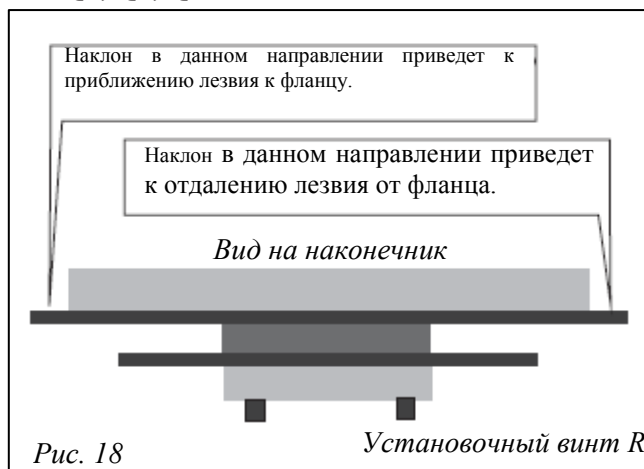 Наклон в данном направлении приведет к
приближению лезвия к фланцу.
Наклон в данном направлении приведет
к отдалению лезвия от фланца.
Вид на наконечник
Установочный винт R
Рис. 18